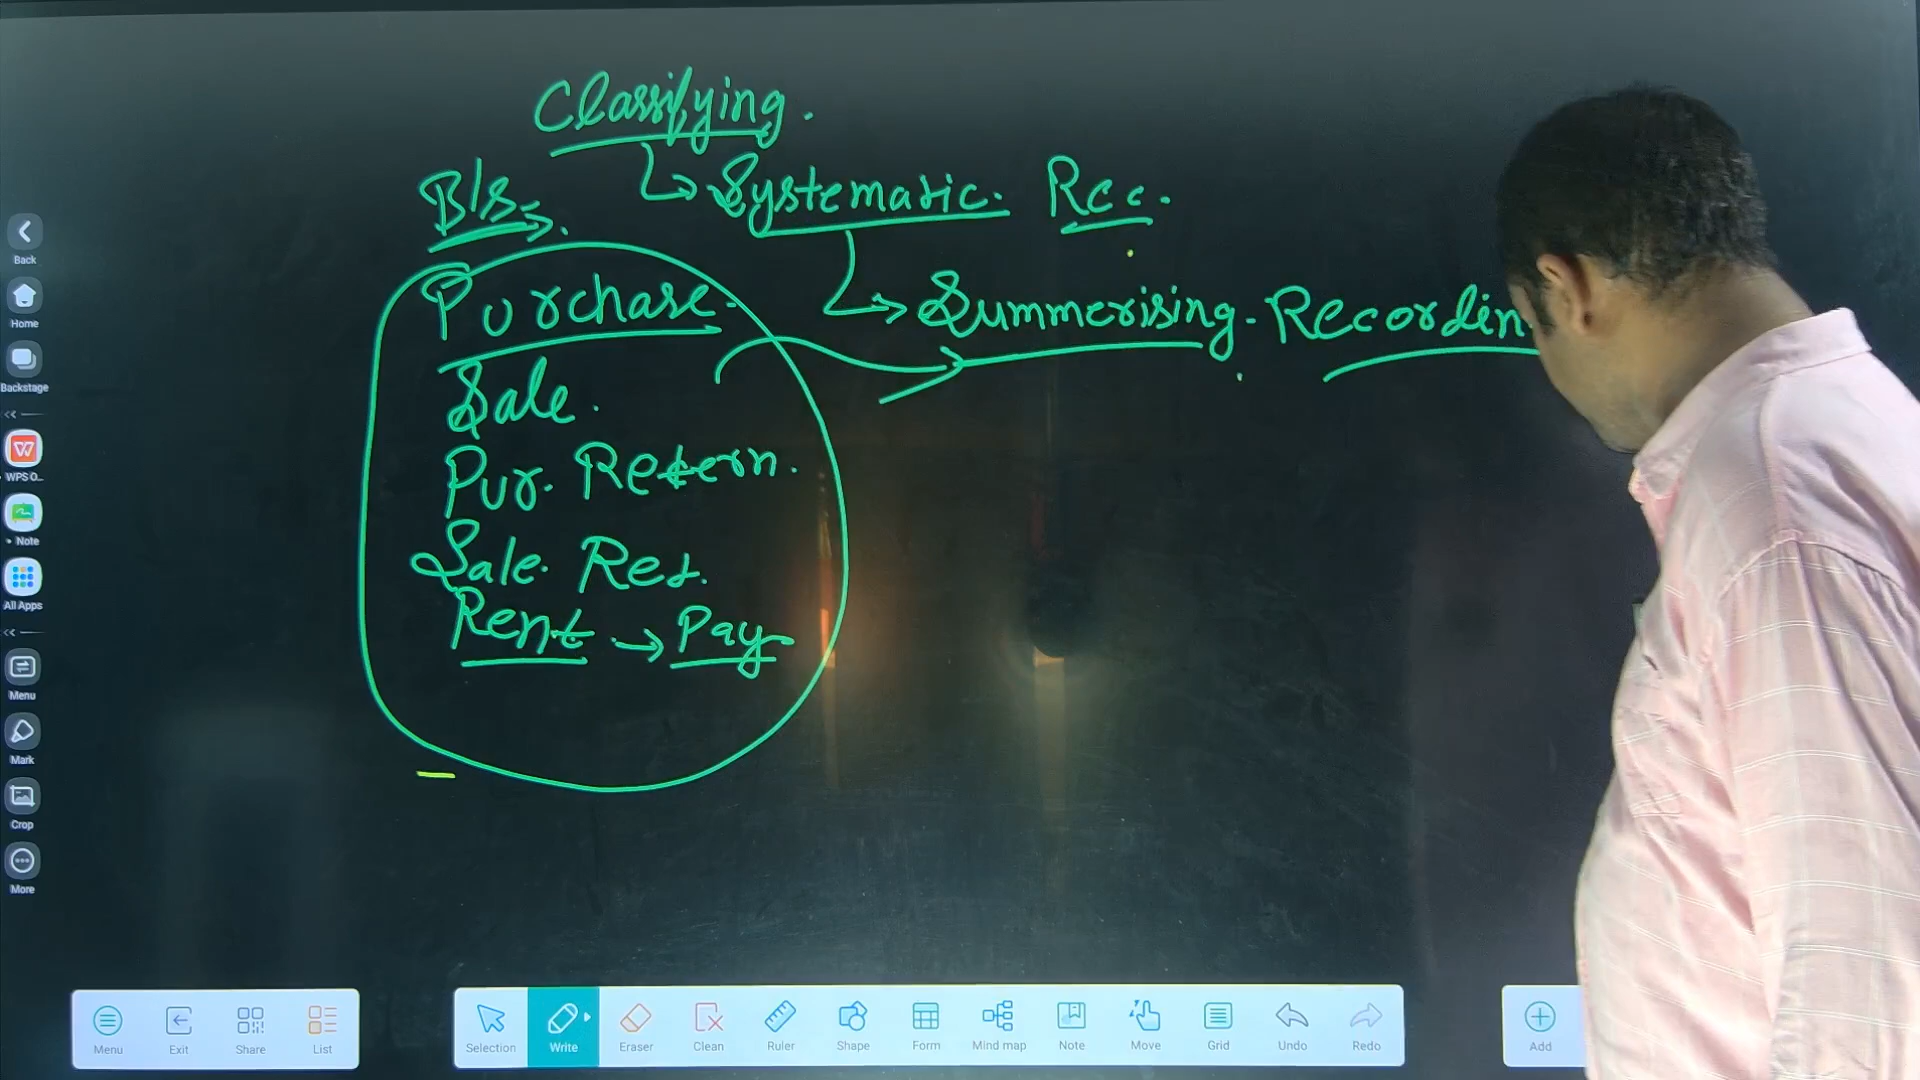 Classifying.
B/s.
Systematic. Rec.
Purchase.
Summerising. Recordin
Sale.
Pur. Retern.
Sale. Ret.
Rent → Pay
Back
Home
Backstage
WPS O...
Note
All Apps
Menu
Mark
Crop
More
Menu
Exit
Share
List
Selection
Write
Eraser
Clean
Ruler
Shape
Form
Mind map
Note
Move
Grid
Undo
Redo
Add